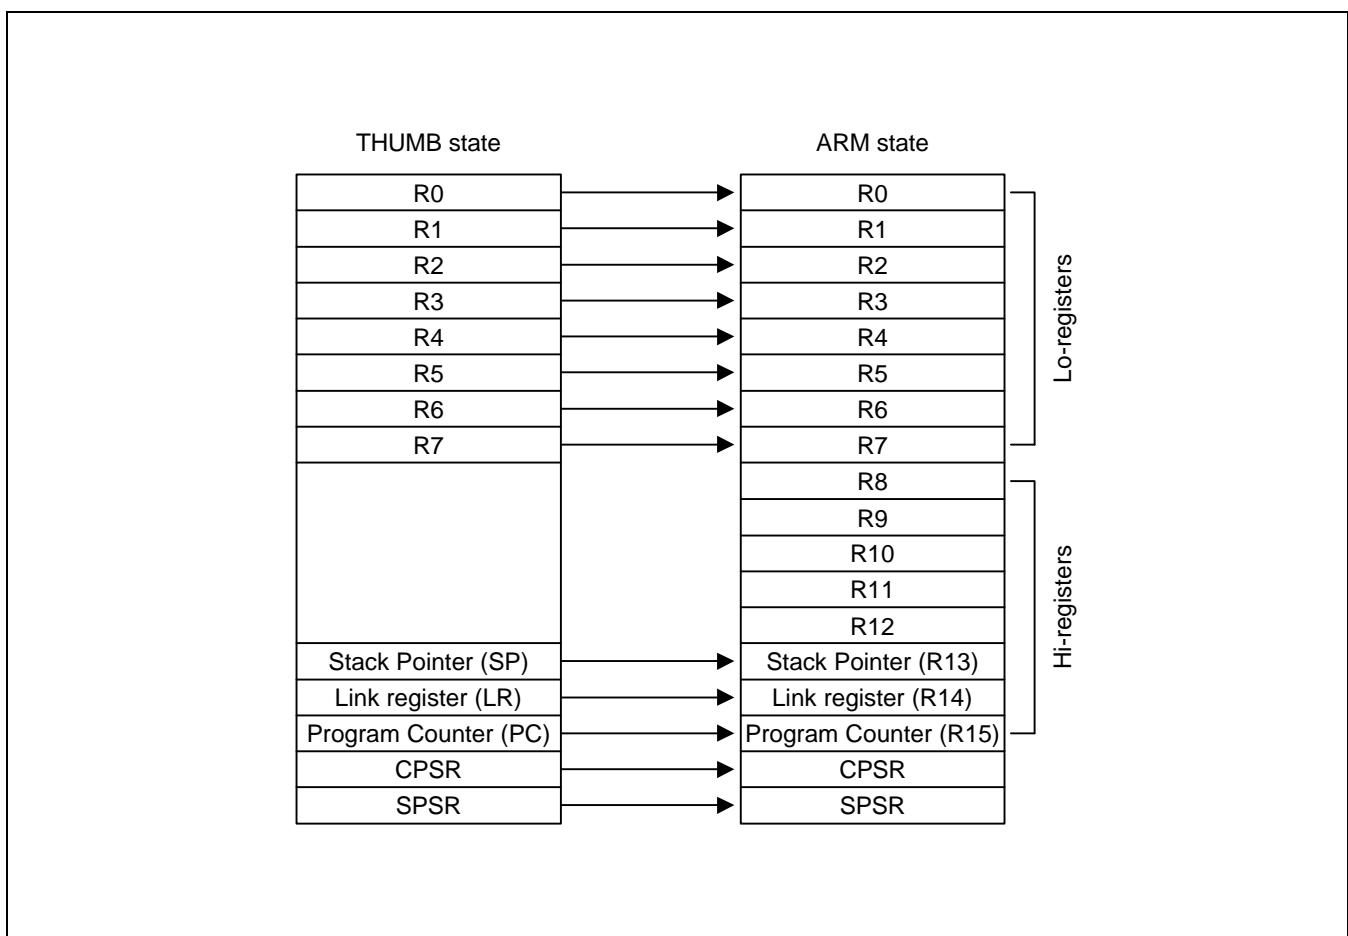 THUMB state
ARM state
R0
R0
R1
R1
R2
R2
R3
R3
R4
R4
R5
R5
R6
R6
R7
R7
R8
R9
R10
R11
R12
Stack Pointer (SP)
Stack Pointer (R13)
Link register (LR)
Link register (R14)
Program Counter (PC)
Program Counter (R15)
CPSR
CPSR
SPSR
SPSR
Lo-registers
Hi-registers